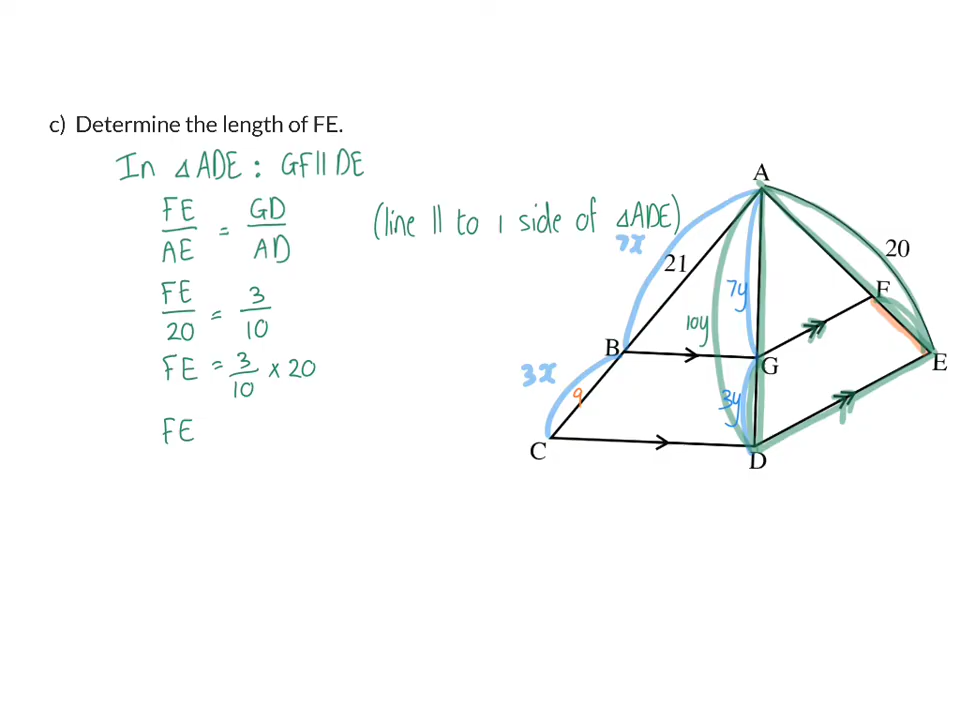 c) Determine the length of FE.
In △ADE : GF || DE
FE/AE = GD/AD (line || to 1 side of △ADE)
FE/20 = 3/10
FE = 3/10 × 20
FE
A
7x
21
20
7y
F
10y
B
G
E
3x
9
3y
C
D